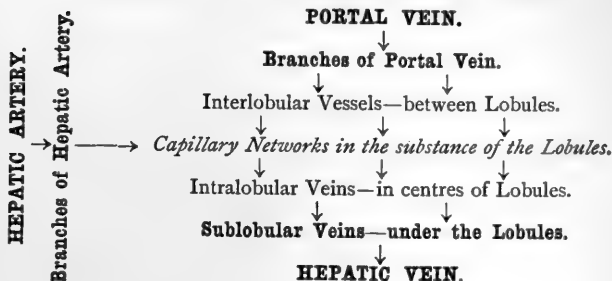 HEPATIC ARTERY.
Branches of Hepatic Artery.
PORTAL VEIN.
Branches of Portal Vein.
Interlobular Vessels—between Lobules.
Capillary Networks in the substance of the Lobules.
Intralobular Veins—in centres of Lobules.
Sublobular Veins—under the Lobules.
HEPATIC VEIN.